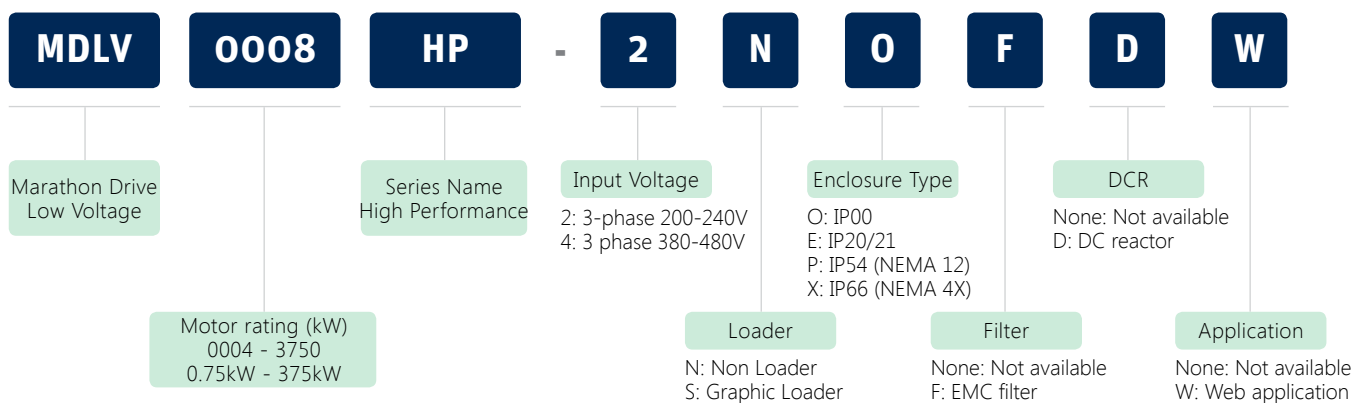 MDLV 0008 HP - 2 N O F D W
Marathon Drive
Low Voltage
Series Name
High Performance
Input Voltage
2: 3-phase 200-240V
4: 3 phase 380-480V
Enclosure Type
O: IP00
E: IP20/21
P: IP54 (NEMA 12)
X: IP66 (NEMA 4X)
DCR
None: Not available
D: DC reactor
Motor rating (kW)
0004 - 3750
0.75kW - 375kW
Loader
N: Non Loader
S: Graphic Loader
Filter
None: Not available
F: EMC filter
Application
None: Not available
W: Web application